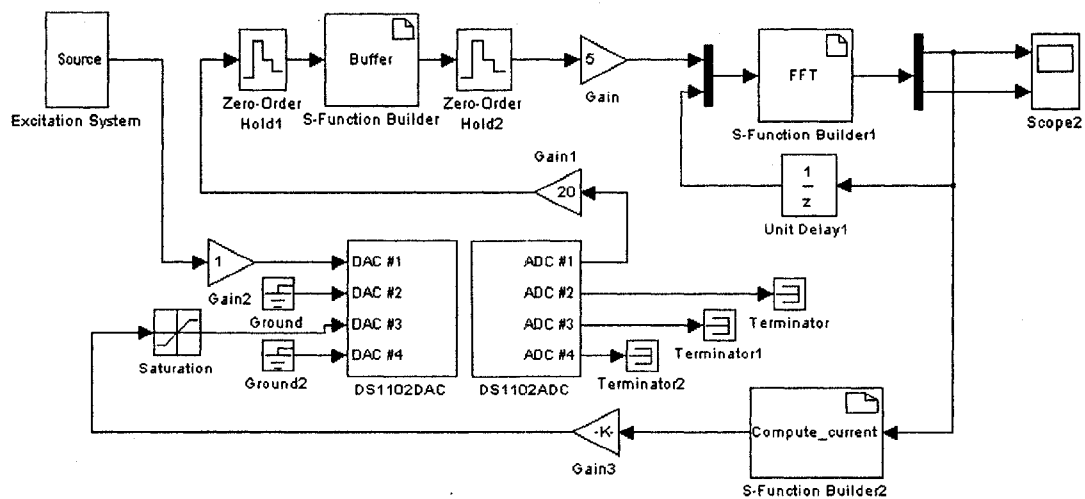 Source
Excitation System
Zero-Order
Hold1
Buffer
S-Function Builder
Zero-Order
Hold2
5
Gain
FFT
S-Function Builder1
Scope2
1
z
Unit Delay1
Gain1
20
1
Gain2
Ground
Saturation
Ground2
DAC #1
DAC #2
DAC #3
DAC #4
DS1102DAC
ADC #1
ADC #2
ADC #3
ADC #4
DS1102ADC
Terminator
Terminator1
Terminator2
Compute_current
S-Function Builder2
-K-
Gain3